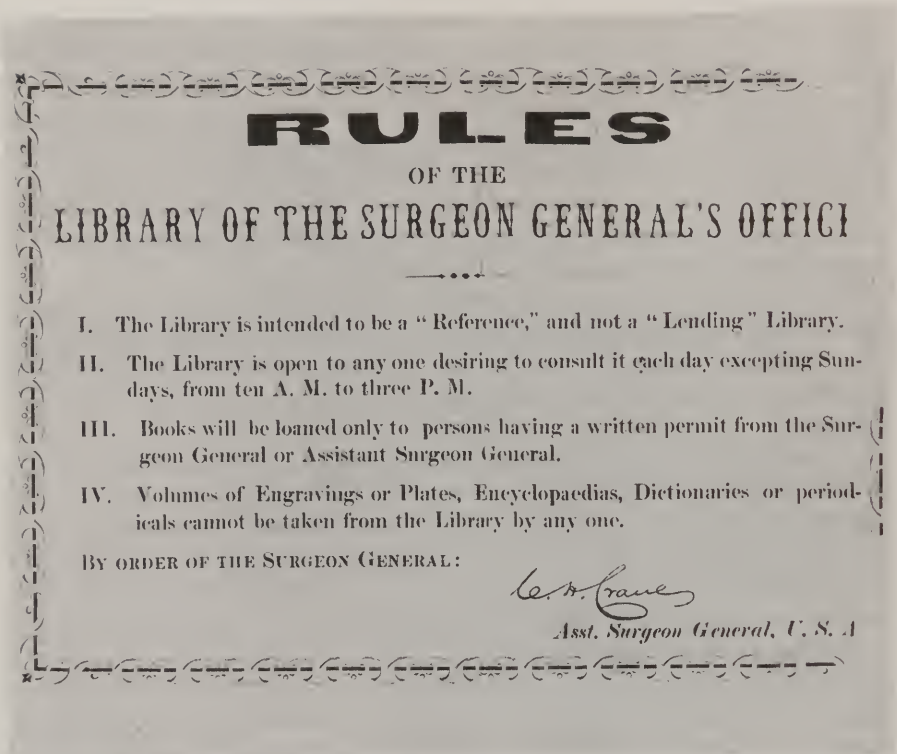 RULES
OF THE
LIBRARY OF THE SURGEON GENERAL'S OFFICE
I. The Library is intended to be a "Reference," and not a "Lending" Library.
II. The Library is open to any one desiring to consult it each day excepting Sun-
days, from ten A. M. to three P. M.
III. Books will be loaned only to persons having a written permit from the Sur-
geon General or Assistant Surgeon General.
IV. Volumes of Engravings or Plates, Encyclopaedias, Dictionaries or period-
icals cannot be taken from the Library by any one.
BY ORDER OF THE SURGEON GENERAL:
C. H. Crane
Asst. Surgeon General, U. S. A